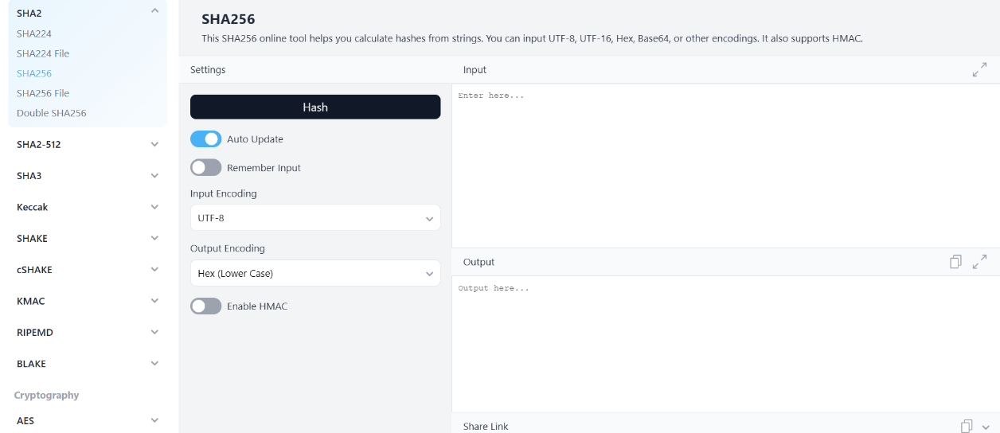 SHA2
SHA224
SHA224 File
SHA256
SHA256 File
Double SHA256
SHA2-512
SHA3
Keccak
SHAKE
cSHAKE
KMAC
RIPEMD
BLAKE
Cryptography
AES
SHA256
This SHA256 online tool helps you calculate hashes from strings. You can input UTF-8, UTF-16, Hex, Base64, or other encodings. It also supports HMAC.
Settings
Hash
Auto Update
Remember Input
Input Encoding
UTF-8
Output Encoding
Hex (Lower Case)
Enable HMAC
Input
Enter here...
Output
Output here...
Share Link